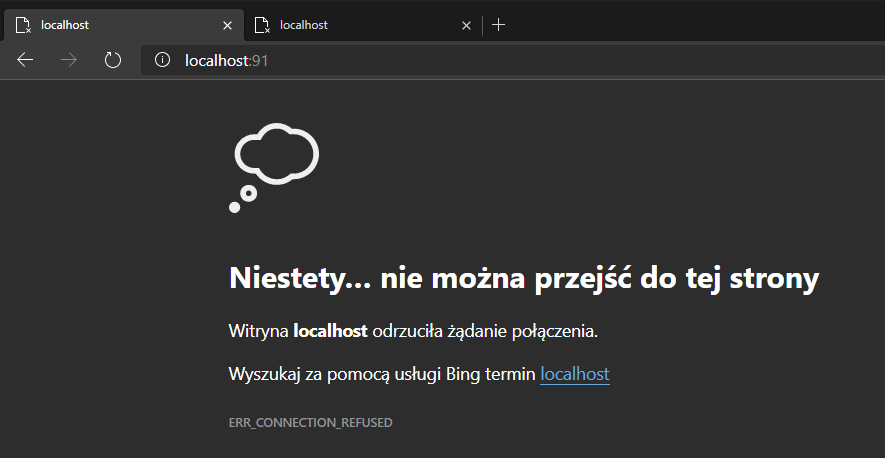 localhost
localhost
localhost:91
Niestety... nie można przejść do tej strony
Witryna localhost odrzuciła żądanie połączenia.
Wyszukaj za pomocą usługi Bing termin localhost
ERR_CONNECTION_REFUSED